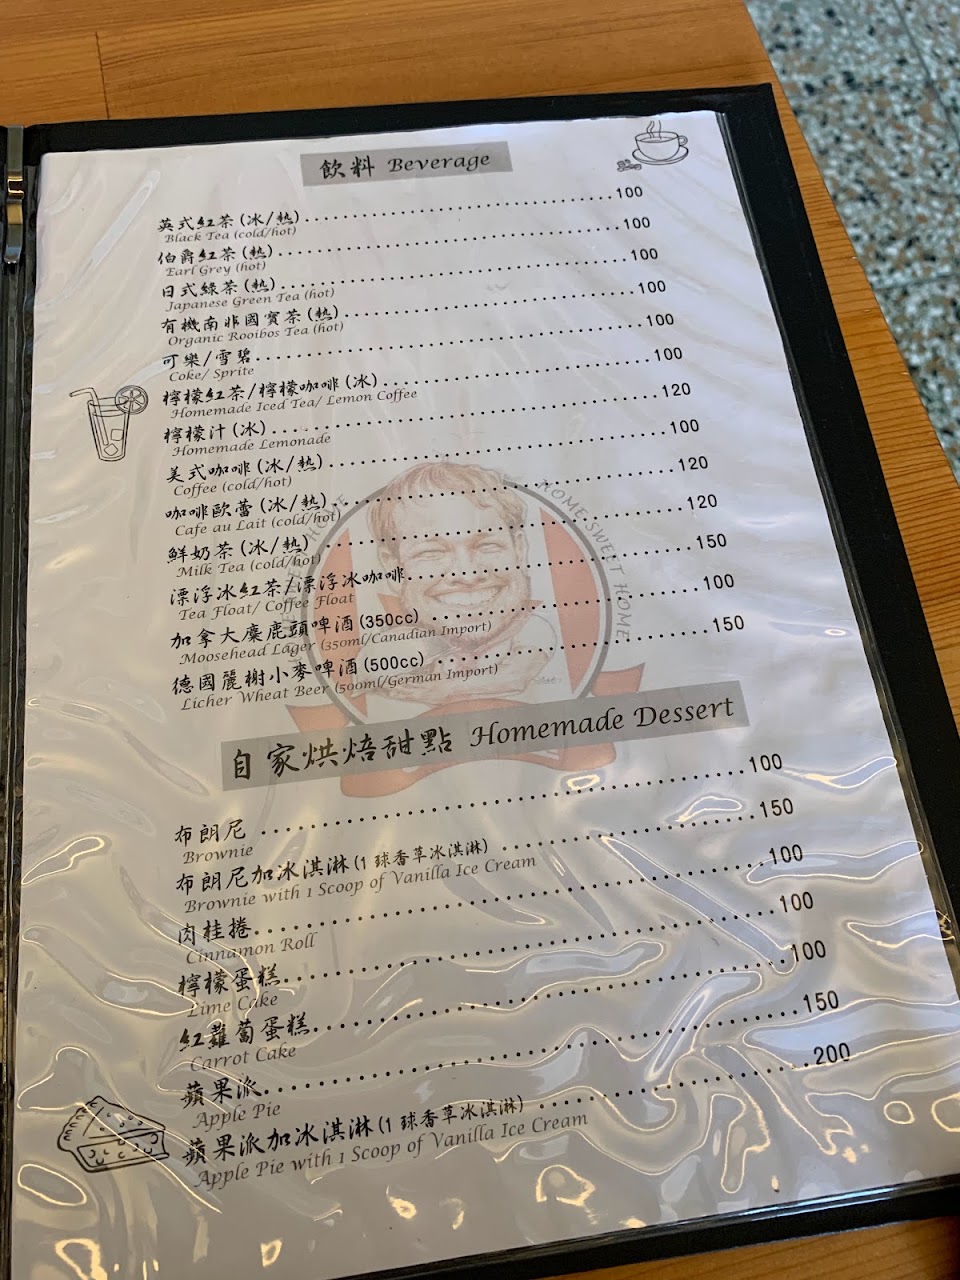 飲料 Beverage
英式紅茶(冰/熱)........................................100
Black Tea (cold/hot)
伯爵紅茶(熱)........................................100
Earl Grey (hot)
日式綠茶(熱)........................................100
Japanese Green Tea (hot)
有機南非國寶茶(熱)........................................100
Organic Rooibos Tea (hot)
可樂/雪碧........................................100
Coke/ Sprite
檸檬紅茶/檸檬咖啡(冰)........................................100
Homemade Iced Tea/ Lemon Coffee
檸檬汁(冰)........................................120
Homemade Lemonade
美式咖啡(冰/熱)........................................100
Coffee (cold/hot)
咖啡歐蕾(冰/熱)........................................120
Cafe au Lait (cold/hot)
鮮奶茶(冰/熱)........................................120
Milk Tea (cold/hot)
漂浮冰紅茶/漂浮冰咖啡........................................150
Tea Float/ Coffee Float
加拿大麋鹿頭啤酒(350cc)........................................100
Moosehead Lager (350ml/Canadian Import)
德國麗榭小麥啤酒(500cc)........................................150
Licher Wheat Beer (500ml/German Import)
HOME SWEET HOME
自家烘焙甜點 Homemade Dessert
布朗尼........................................100
Brownie
布朗尼加冰淇淋(1 球香草冰淇淋)........................................150
Brownie with 1 Scoop of Vanilla Ice Cream
肉桂捲........................................100
Cinnamon Roll
檸檬蛋糕........................................100
Lime Cake
紅蘿蔔蛋糕........................................100
Carrot Cake
蘋果派........................................150
Apple Pie
蘋果派加冰淇淋(1 球香草冰淇淋)........................................200
Apple Pie with 1 Scoop of Vanilla Ice Cream